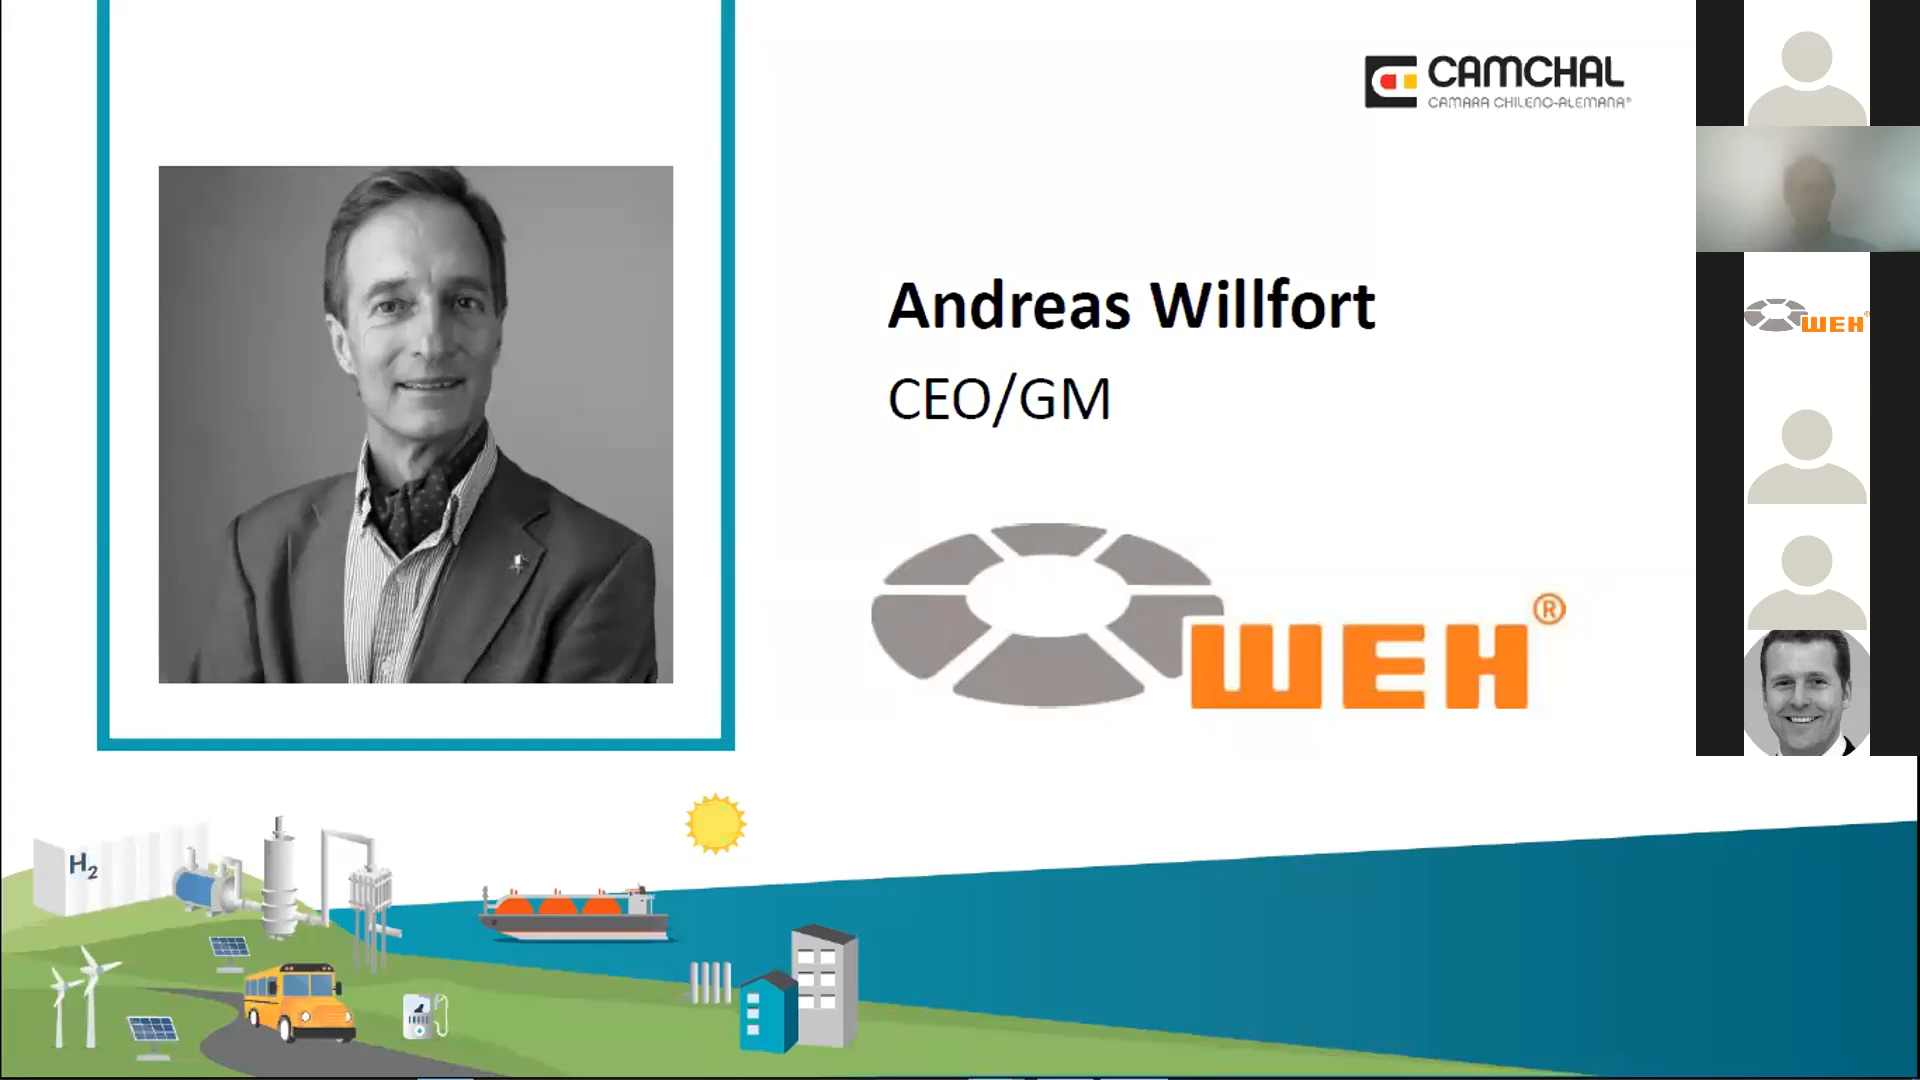 CAMCHAL
CAMARA CHILENO-ALEMANA®
Andreas Willfort
CEO/GM
WEH®
WEH®
H2